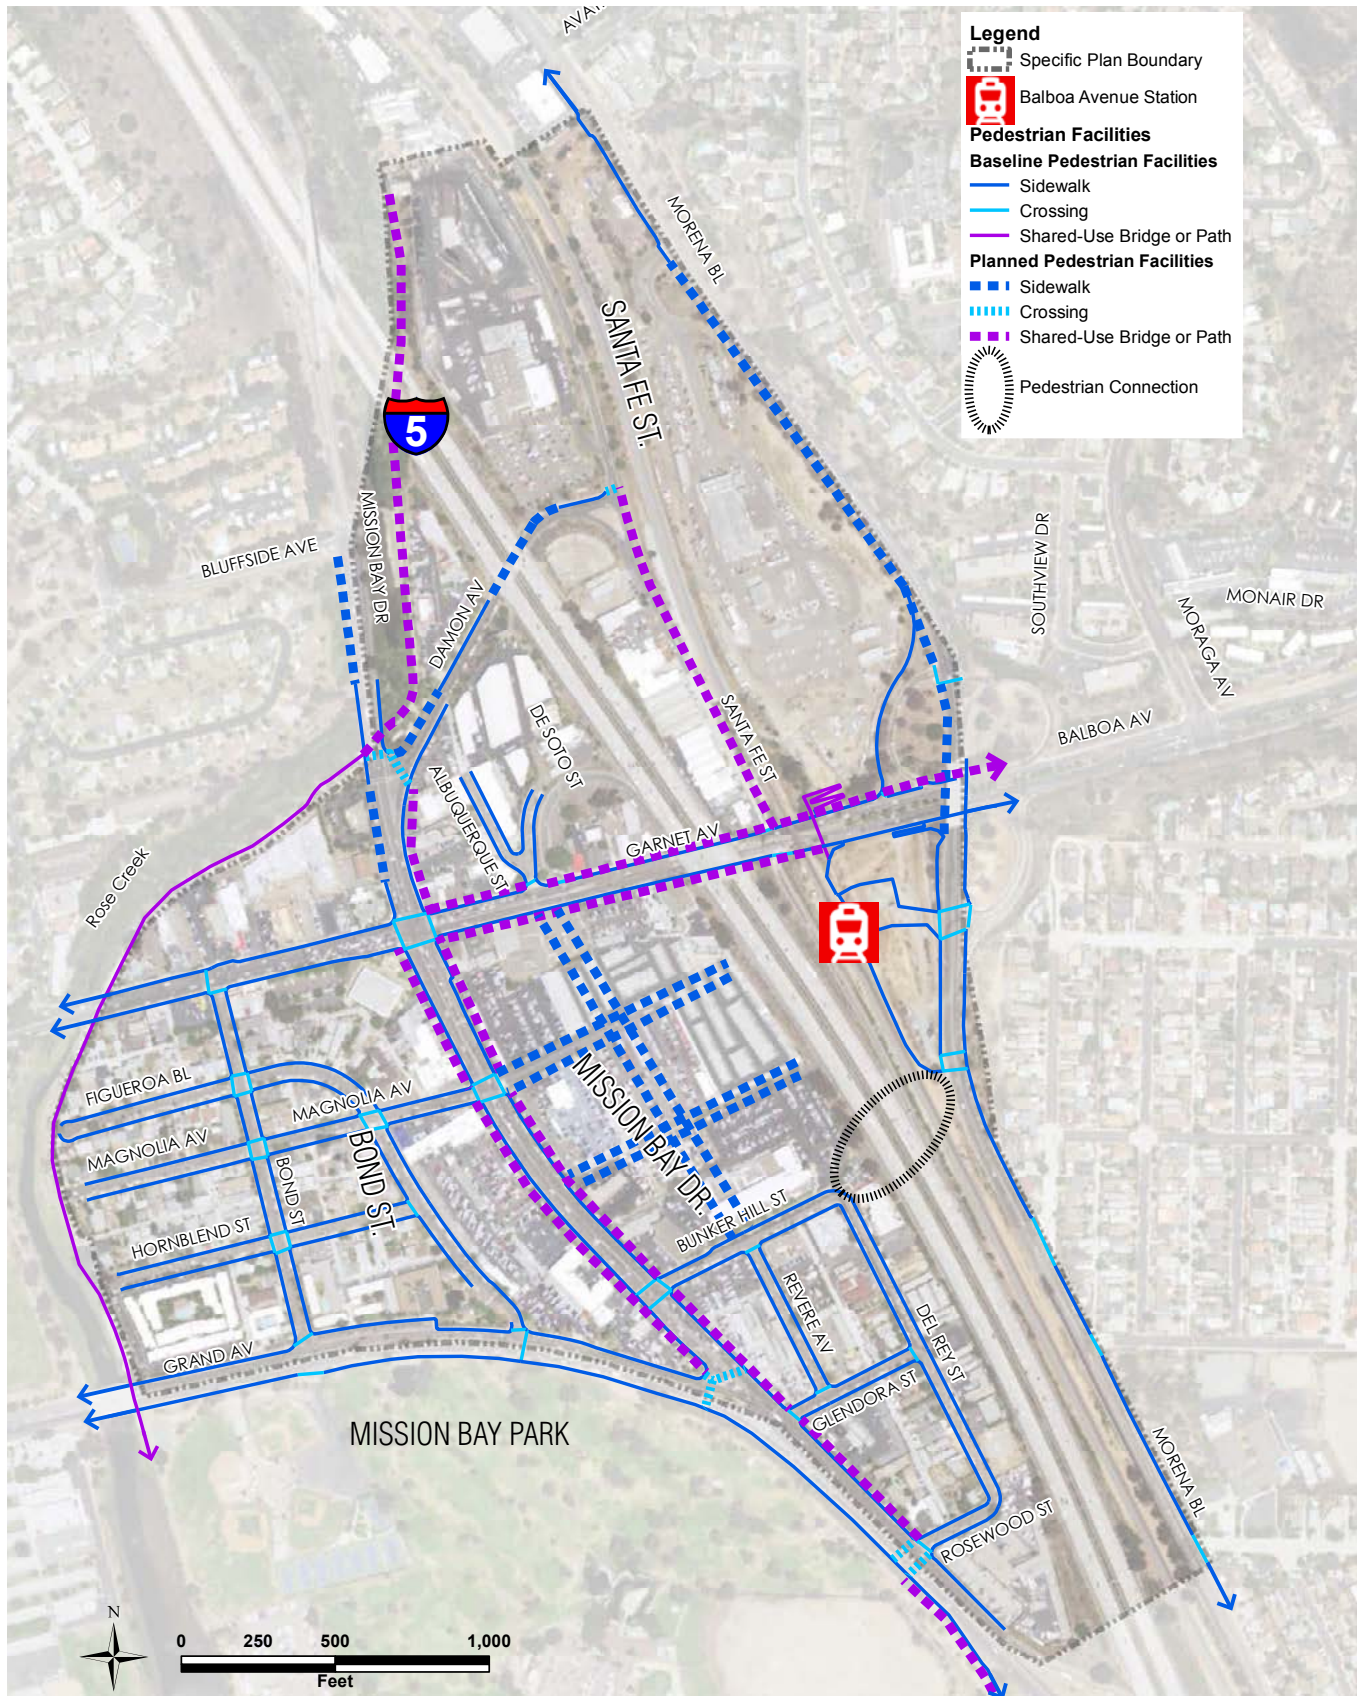 Legend
Specific Plan Boundary
Balboa Avenue Station
Pedestrian Facilities
Baseline Pedestrian Facilities
Sidewalk
Crossing
Shared-Use Bridge or Path
Planned Pedestrian Facilities
Sidewalk
Crossing
Shared-Use Bridge or Path
Pedestrian Connection
MORENA BL
SANTA FE ST.
5
MISSION BAY DR
BLUFFSIDE AVE
DAMON AV
SOUTHVIEW DR
MONAIR DR
MORAGA AV
BALBOA AV
SANTA FE ST
DE SOTO ST
ALBUQUERQUE ST
GARNET AV
Rose Creek
FIGUEROA BL
MAGNOLIA AV
MAGNOLIA AV
BOND ST.
BOND ST
HORNBLEND ST
MISSION BAY DR.
BUNKER HILL ST
REVERE AV
DEL REY ST
GLENDORA ST
GRAND AV
MISSION BAY PARK
MORENA BL
ROSEWOOD ST
N
0 250 500 1,000
Feet